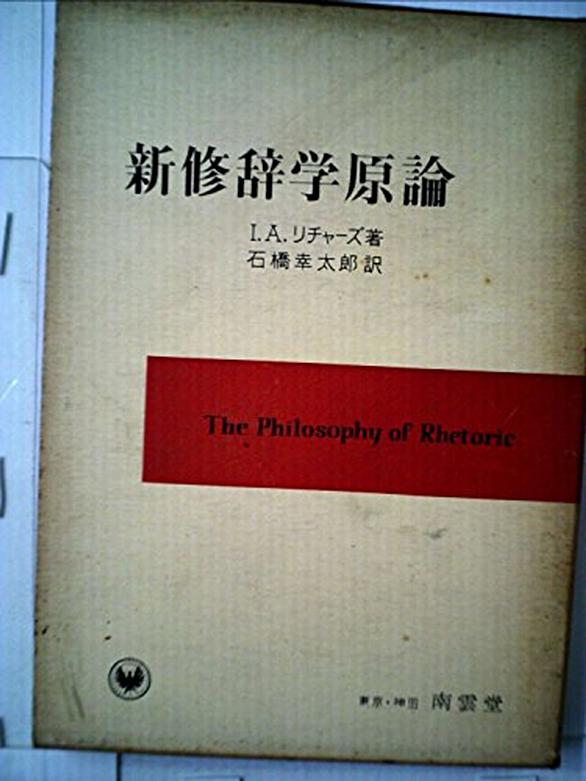 新修辞学原論
I.A.リチャーズ著
石橋幸太郎訳
The Philosophy of Rhetoric
東京・神田 南雲堂